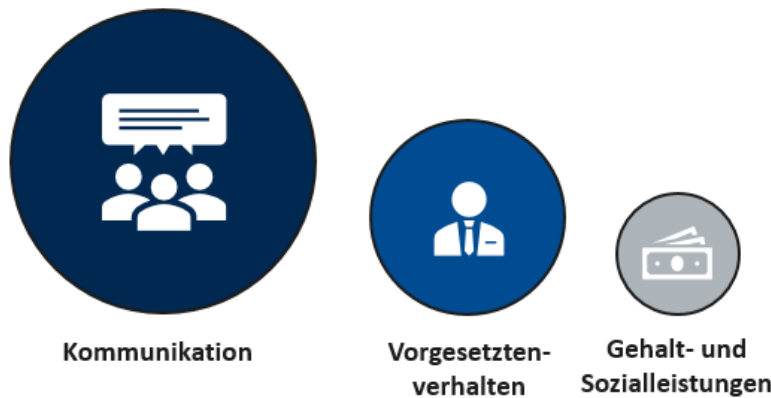 Kommunikation
Vorgesetzten-
verhalten
Gehalt- und
Sozialleistungen